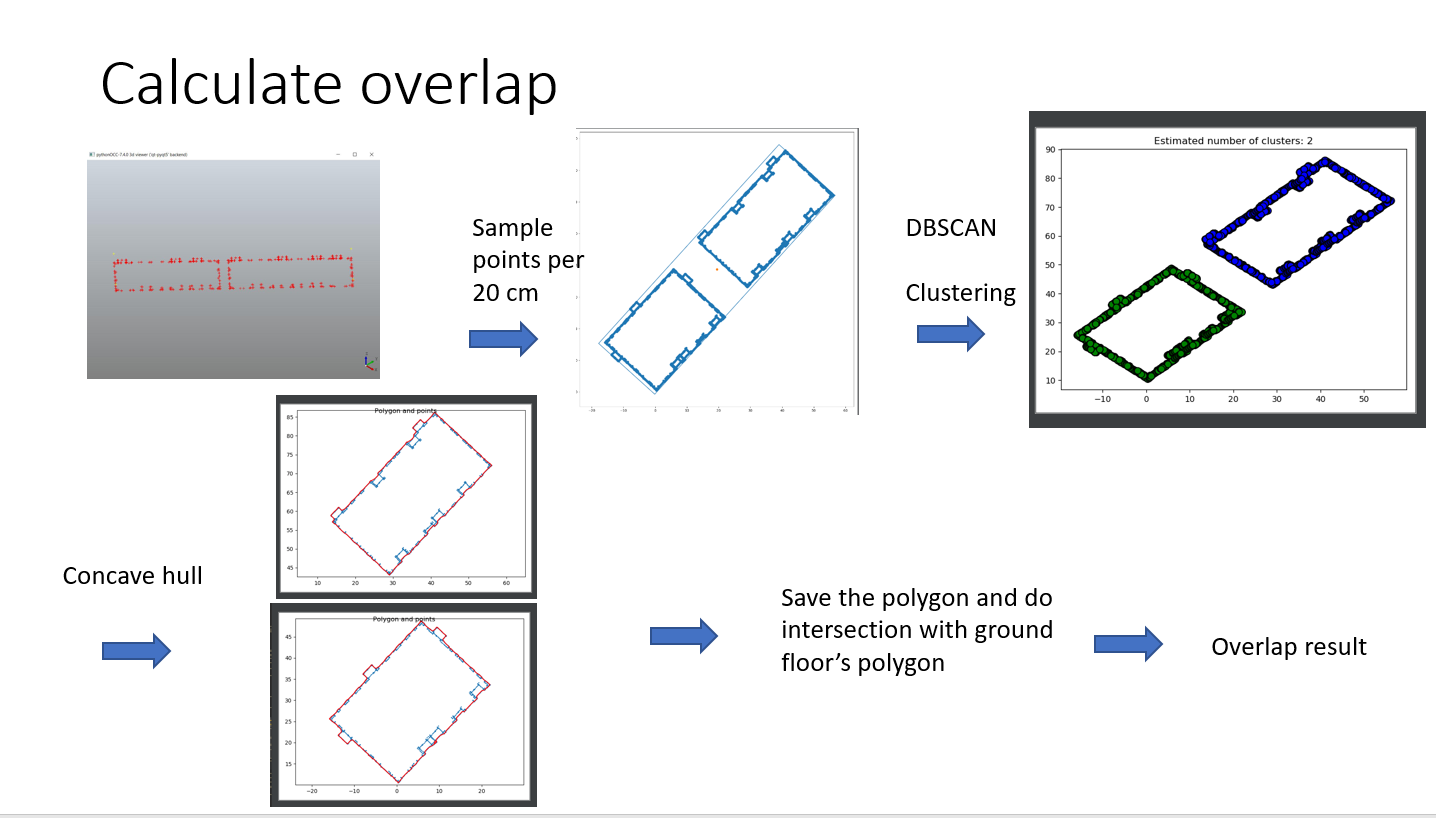 Calculate overlap
pythonOCC-7.4.0 3d viewer ('qt-pyqt5' backend)
Sample
points per
20 cm
DBSCAN
Clustering
Estimated number of clusters: 2
90
80
70
60
50
40
30
20
10
−10
0
10
20
30
40
50
Concave hull
Polygon and points
85
80
75
70
65
60
55
50
45
10
20
30
40
50
60
Polygon and points
45
40
35
30
25
20
15
−20
−10
0
10
20
Save the polygon and do
intersection with ground
floor's polygon
Overlap result